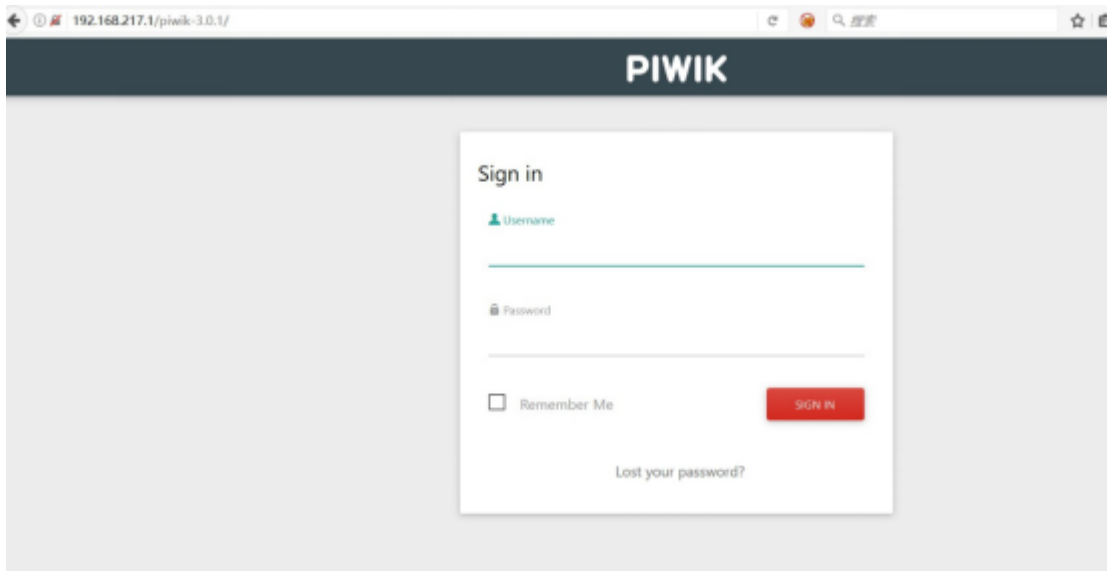 192.168.217.1/piwik-3.0.1/ 搜索
PIWIK
Sign in
Username
Password
Remember Me SIGN IN
Lost your password?